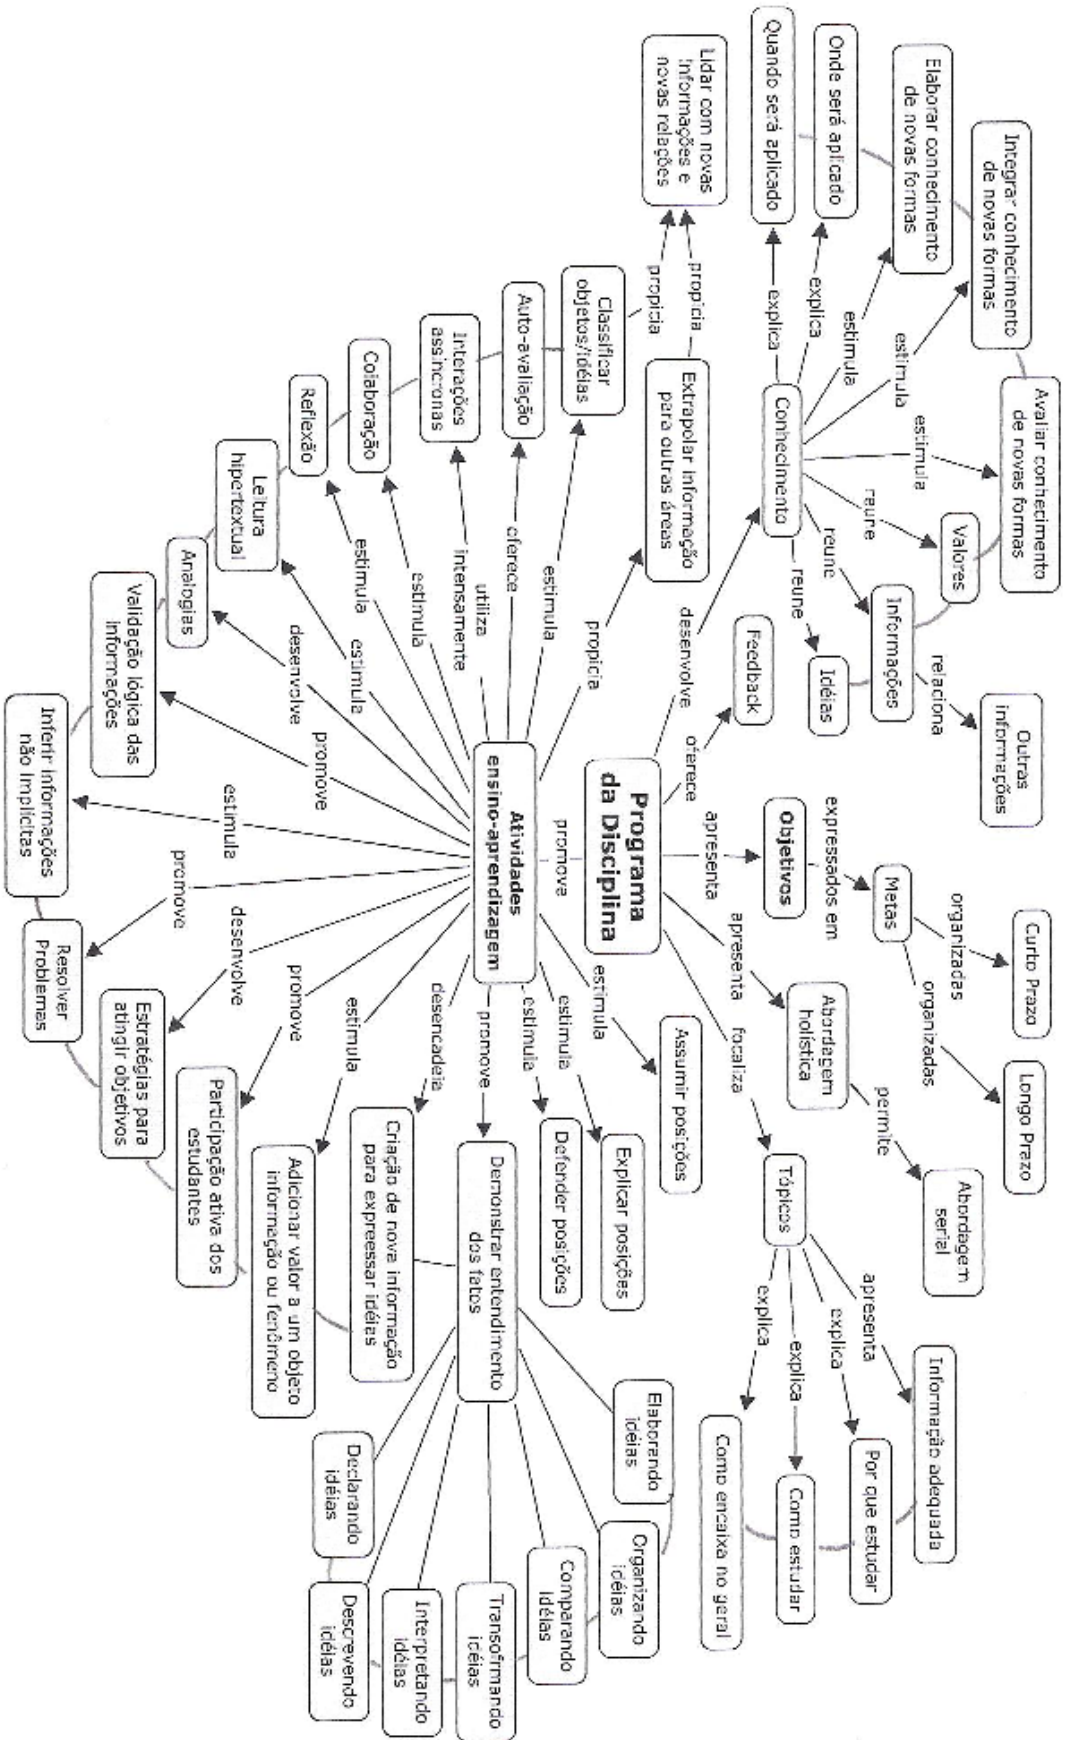 Curto Prazo
Longo Prazo
Outras
informações
Avaliar conhecimento
de novas formas
Integrar conhecimento
de novas formas
Elaborar conhecimento
de novas formas
Onde será aplicado
Quando será aplicado
Lidar com novas
informações e
novas relações
organizadas
organizadas
relaciona
Metas
Valores
Informações
Idéias
estimula
estimula
estimula
explica
explica
reune
reune
reune
Conhecimento
expressados em
Objetivos
Abordagem
serial
permite
Abordagem
holística
Informação adequada
Por que estudar
Como estudar
Como encaixa no geral
apresenta
explica
explica
explica
Tópicos
Feedback
desenvolve
oferece
apresenta
apresenta
focaliza
Programa
da Disciplina
promove
Atividades
ensino-aprendizagem
propicia
propicia
propicia
Extrapolar informação
para outras áreas
Classificar
objetos/idéias
Auto-avaliação
Interações
assincronas
Colaboração
Reflexão
Leitura
hipertextual
Analogias
Validação lógica das
informações
Inferir informações
não implicitas
Resolver
Problemas
Estratégias para
atingir objetivos
Participação ativa dos
estudantes
Adicionar valor a um objeto
informação ou fenômeno
Criação de nova informação
para expreessar idéias
Demonstrar entendimento
dos fatos
Defender posições
Explicar posições
Assumir posições
estimula
oferece
utiliza
intensamente
estimula
estimula
estimula
desenvolve
promove
estimula
promove
desenvolve
promove
estimula
desencadeia
promove
estimula
estimula
estimula
Elaborando
idéias
Organizando
idéias
Comparando
idéias
Transofrmando
idéias
Interpretando
idéias
Descrevendo
idéias
Declarando
idéias